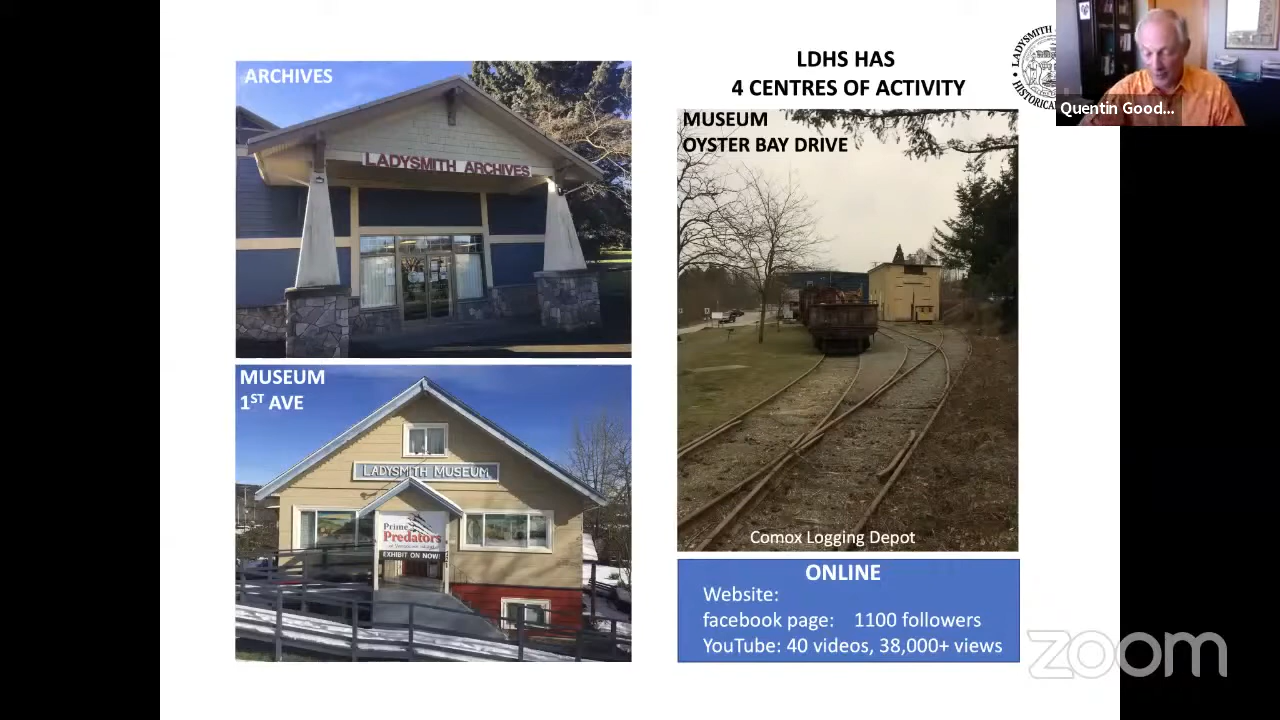 LDHS HAS
4 CENTRES OF ACTIVITY
ARCHIVES
LADYSMITH ARCHIVES
MUSEUM
1ST AVE
LADYSMITH MUSEUM
Prime
Predators
EXHIBIT ON NOW!
MUSEUM
OYSTER BAY DRIVE
Comox Logging Depot
ONLINE
Website:
facebook page: 1100 followers
YouTube: 40 videos, 38,000+ views
LADYSMITH
HISTORICA
Quentin Good...
zoom